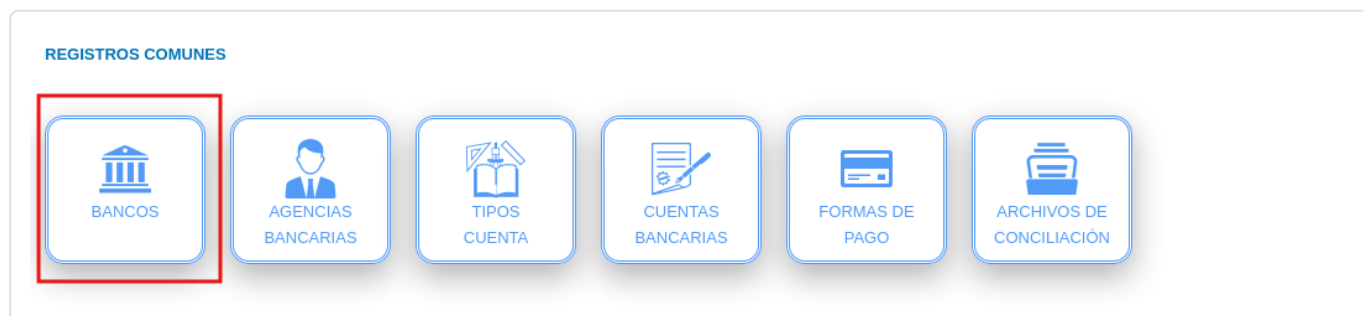 REGISTROS COMUNES
BANCOS
AGENCIAS
BANCARIAS
TIPOS
CUENTA
CUENTAS
BANCARIAS
FORMAS DE
PAGO
ARCHIVOS DE
CONCILIACIÓN